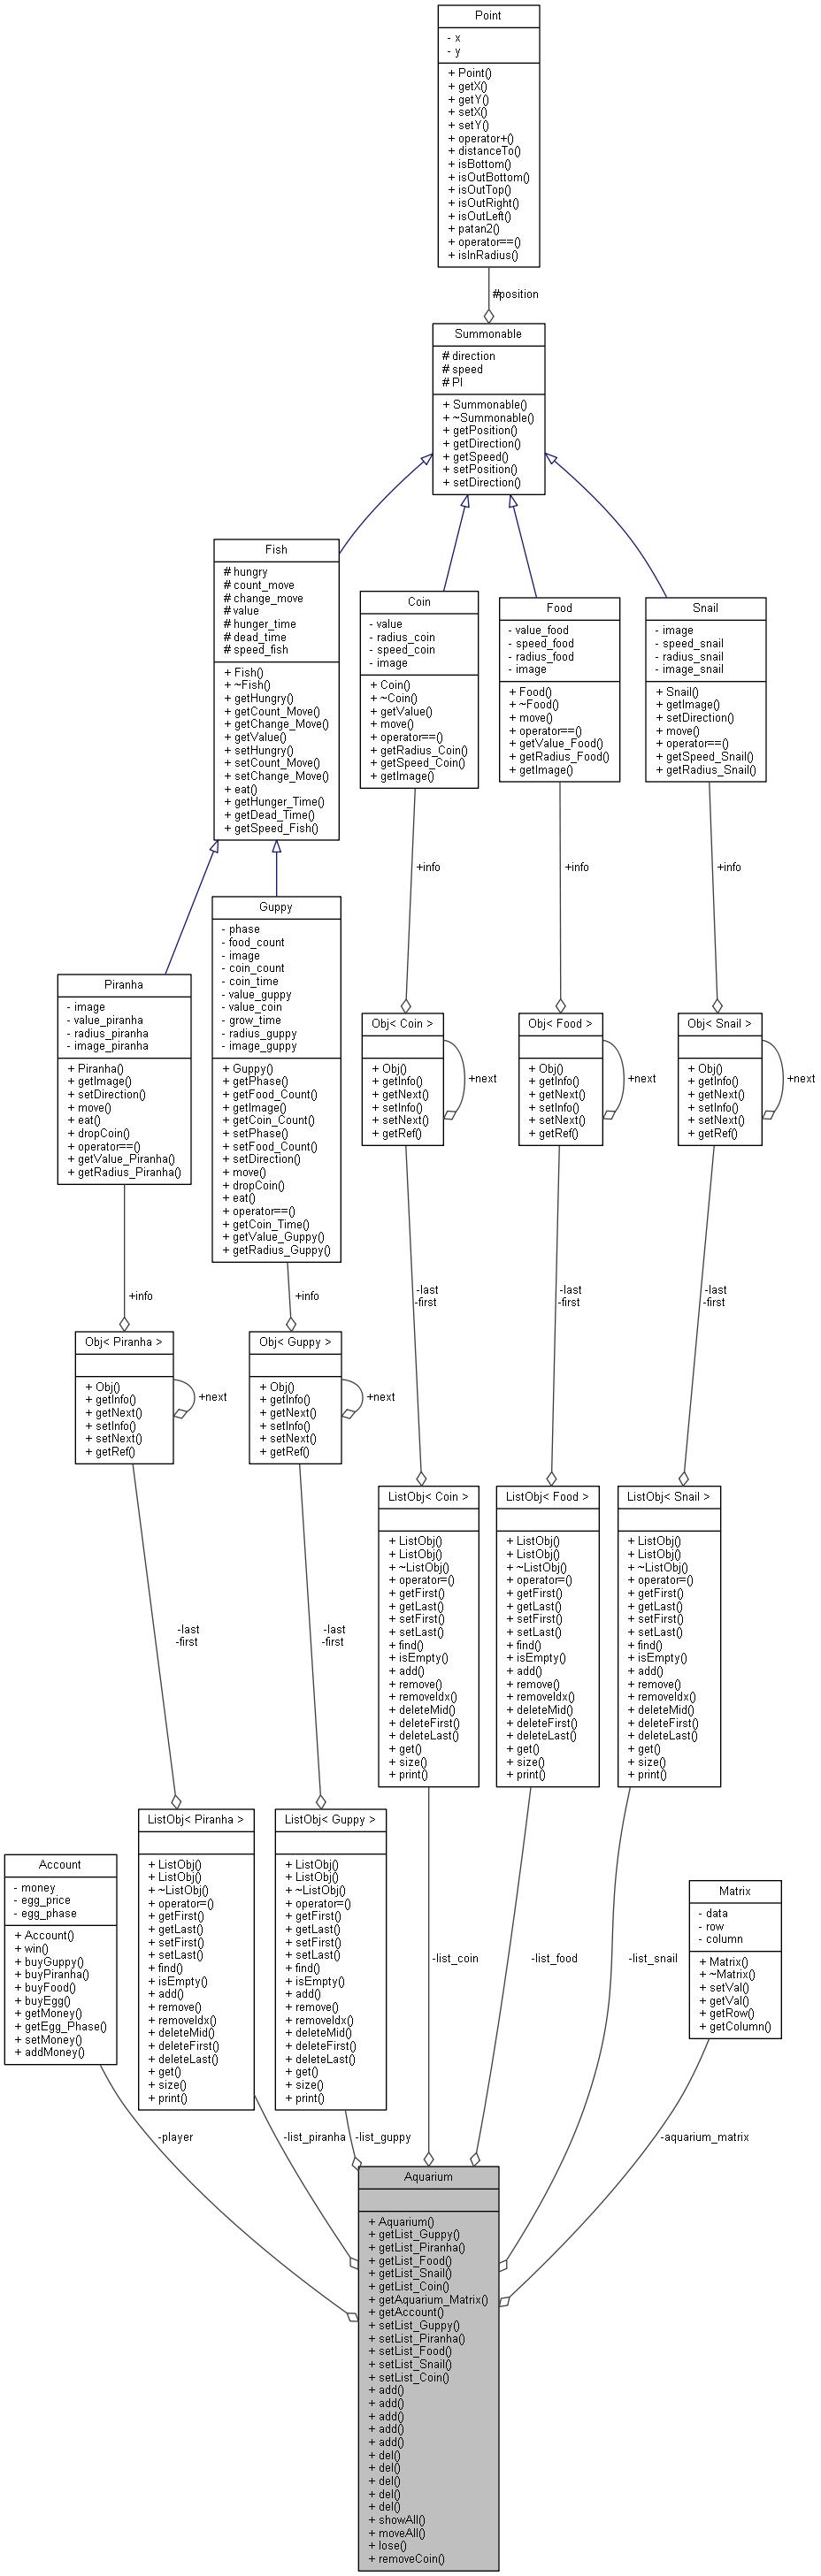 Point
- x
- y
+ Point()
+ getX()
+ getY()
+ setX()
+ setY()
+ operator+()
+ distanceTo()
+ isBottom()
+ isOutBottom()
+ isOutTop()
+ isOutRight()
+ isOutLeft()
+ patan2()
+ operator==()
+ isInRadius()
#position
Summonable
# direction
# speed
# PI
+ Summonable()
+ ~Summonable()
+ getPosition()
+ getDirection()
+ getSpeed()
+ setPosition()
+ setDirection()
Fish
# hungry
# count_move
# change_move
# value
# hunger_time
# dead_time
# speed_fish
+ Fish()
+ ~Fish()
+ getHungry()
+ getCount_Move()
+ getChange_Move()
+ getValue()
+ setHungry()
+ setCount_Move()
+ setChange_Move()
+ eat()
+ getHunger_Time()
+ getDead_Time()
+ getSpeed_Fish()
Coin
- value
- radius_coin
- speed_coin
- image
+ Coin()
+ ~Coin()
+ getValue()
+ move()
+ operator==()
+ getRadius_Coin()
+ getSpeed_Coin()
+ getImage()
Food
- value_food
- speed_food
- radius_food
- image
+ Food()
+ ~Food()
+ move()
+ operator==()
+ getValue_Food()
+ getRadius_Food()
+ getImage()
Snail
- image
- speed_snail
- radius_snail
- image_snail
+ Snail()
+ getImage()
+ setDirection()
+ move()
+ operator==()
+ getSpeed_Snail()
+ getRadius_Snail()
+info
+info
+info
Piranha
- image
- value_piranha
- radius_piranha
- image_piranha
+ Piranha()
+ getImage()
+ setDirection()
+ move()
+ eat()
+ dropCoin()
+ operator==()
+ getValue_Piranha()
+ getRadius_Piranha()
Guppy
- phase
- food_count
- image
- coin_count
- coin_time
- value_guppy
- value_coin
- grow_time
- radius_guppy
- image_guppy
+ Guppy()
+ getPhase()
+ getFood_Count()
+ getImage()
+ getCoin_Count()
+ setPhase()
+ setFood_Count()
+ setDirection()
+ move()
+ dropCoin()
+ eat()
+ operator==()
+ getCoin_Time()
+ getValue_Guppy()
+ getRadius_Guppy()
Obj< Coin >
+ Obj()
+ getInfo()
+ getNext()
+ setInfo()
+ setNext()
+ getRef()
+next
Obj< Food >
+ Obj()
+ getInfo()
+ getNext()
+ setInfo()
+ setNext()
+ getRef()
+next
Obj< Snail >
+ Obj()
+ getInfo()
+ getNext()
+ setInfo()
+ setNext()
+ getRef()
+next
+info
+info
-last
-first
-last
-first
-last
-first
Obj< Piranha >
+ Obj()
+ getInfo()
+ getNext()
+ setInfo()
+ setNext()
+ getRef()
+next
Obj< Guppy >
+ Obj()
+ getInfo()
+ getNext()
+ setInfo()
+ setNext()
+ getRef()
+next
-last
-first
-last
-first
ListObj< Coin >
+ ListObj()
+ ListObj()
+ ~ListObj()
+ operator=()
+ getFirst()
+ getLast()
+ setFirst()
+ setLast()
+ find()
+ isEmpty()
+ add()
+ remove()
+ removeIdx()
+ deleteMid()
+ deleteFirst()
+ deleteLast()
+ get()
+ size()
+ print()
ListObj< Food >
+ ListObj()
+ ListObj()
+ ~ListObj()
+ operator=()
+ getFirst()
+ getLast()
+ setFirst()
+ setLast()
+ find()
+ isEmpty()
+ add()
+ remove()
+ removeIdx()
+ deleteMid()
+ deleteFirst()
+ deleteLast()
+ get()
+ size()
+ print()
ListObj< Snail >
+ ListObj()
+ ListObj()
+ ~ListObj()
+ operator=()
+ getFirst()
+ getLast()
+ setFirst()
+ setLast()
+ find()
+ isEmpty()
+ add()
+ remove()
+ removeIdx()
+ deleteMid()
+ deleteFirst()
+ deleteLast()
+ get()
+ size()
+ print()
Account
- money
- egg_price
- egg_phase
+ Account()
+ win()
+ buyGuppy()
+ buyPiranha()
+ buyFood()
+ buyEgg()
+ getMoney()
+ getEgg_Phase()
+ setMoney()
+ addMoney()
ListObj< Piranha >
+ ListObj()
+ ListObj()
+ ~ListObj()
+ operator=()
+ getFirst()
+ getLast()
+ setFirst()
+ setLast()
+ find()
+ isEmpty()
+ add()
+ remove()
+ removeIdx()
+ deleteMid()
+ deleteFirst()
+ deleteLast()
+ get()
+ size()
+ print()
ListObj< Guppy >
+ ListObj()
+ ListObj()
+ ~ListObj()
+ operator=()
+ getFirst()
+ getLast()
+ setFirst()
+ setLast()
+ find()
+ isEmpty()
+ add()
+ remove()
+ removeIdx()
+ deleteMid()
+ deleteFirst()
+ deleteLast()
+ get()
+ size()
+ print()
Matrix
- data
- row
- column
+ Matrix()
+ ~Matrix()
+ setVal()
+ getVal()
+ getRow()
+ getColumn()
-list_coin
-list_food
-list_snail
-player
-list_piranha
-list_guppy
-aquarium_matrix
Aquarium
+ Aquarium()
+ getList_Guppy()
+ getList_Piranha()
+ getList_Food()
+ getList_Snail()
+ getList_Coin()
+ getAquarium_Matrix()
+ getAccount()
+ setList_Guppy()
+ setList_Piranha()
+ setList_Food()
+ setList_Snail()
+ setList_Coin()
+ add()
+ add()
+ add()
+ add()
+ add()
+ del()
+ del()
+ del()
+ del()
+ del()
+ showAll()
+ moveAll()
+ lose()
+ removeCoin()